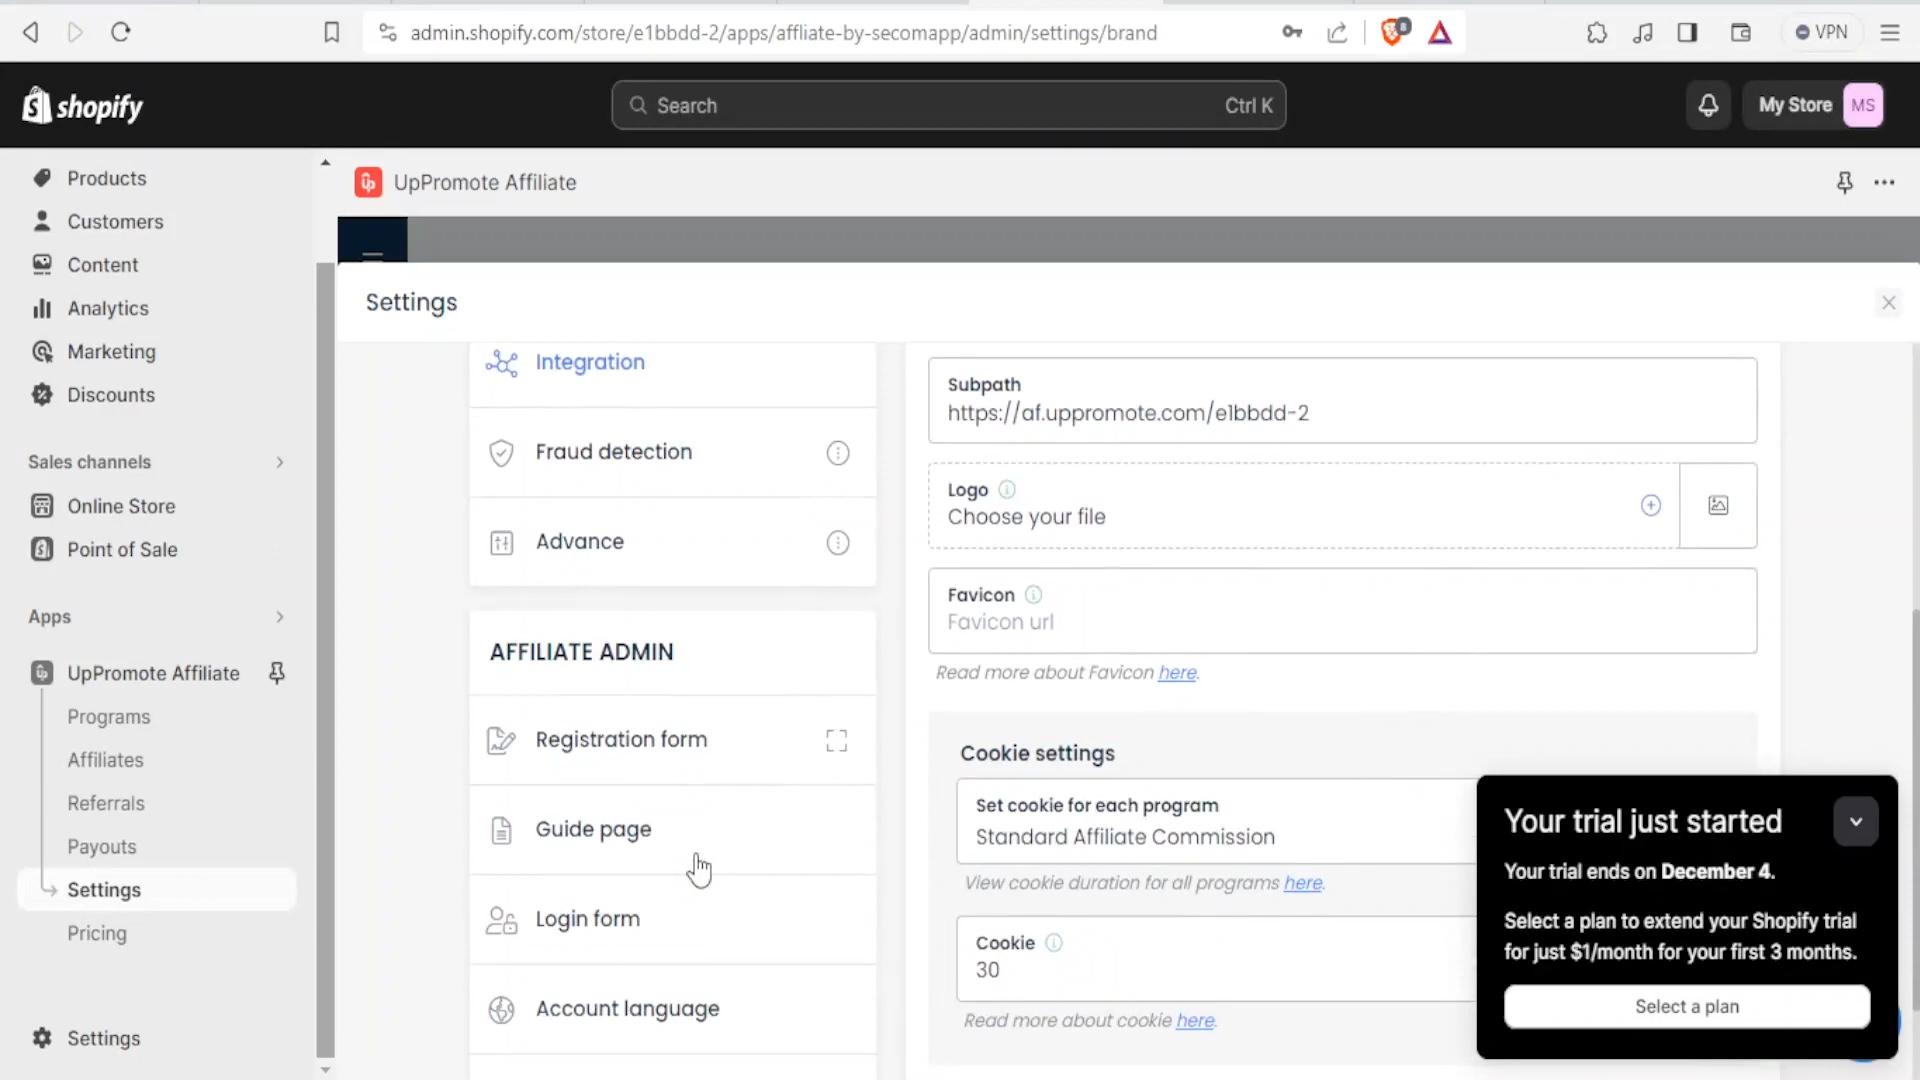 admin.shopify.com/store/e1bbdd-2/apps/affliate-by-secomapp/admin/settings/brand
8
VPN
shopify
Search
Ctrl K
My Store
MS
Products
Customers
Content
Analytics
Marketing
Discounts
Sales channels
Online Store
Point of Sale
Apps
UpPromote Affiliate
Programs
Affiliates
Referrals
Payouts
Settings
Pricing
Settings
UpPromote Affiliate
Settings
Integration
Fraud detection
Advance
AFFILIATE ADMIN
Registration form
Guide page
Login form
Account language
Subpath
https://af.uppromote.com/e1bbdd-2
Logo
Choose your file
Favicon
Favicon url
Read more about Favicon here.
Cookie settings
Set cookie for each program
Standard Affiliate Commission
View cookie duration for all programs here.
Cookie
30
Read more about cookie here.
Your trial just started
Your trial ends on December 4.
Select a plan to extend your Shopify trial
for just $1/month for your first 3 months.
Select a plan